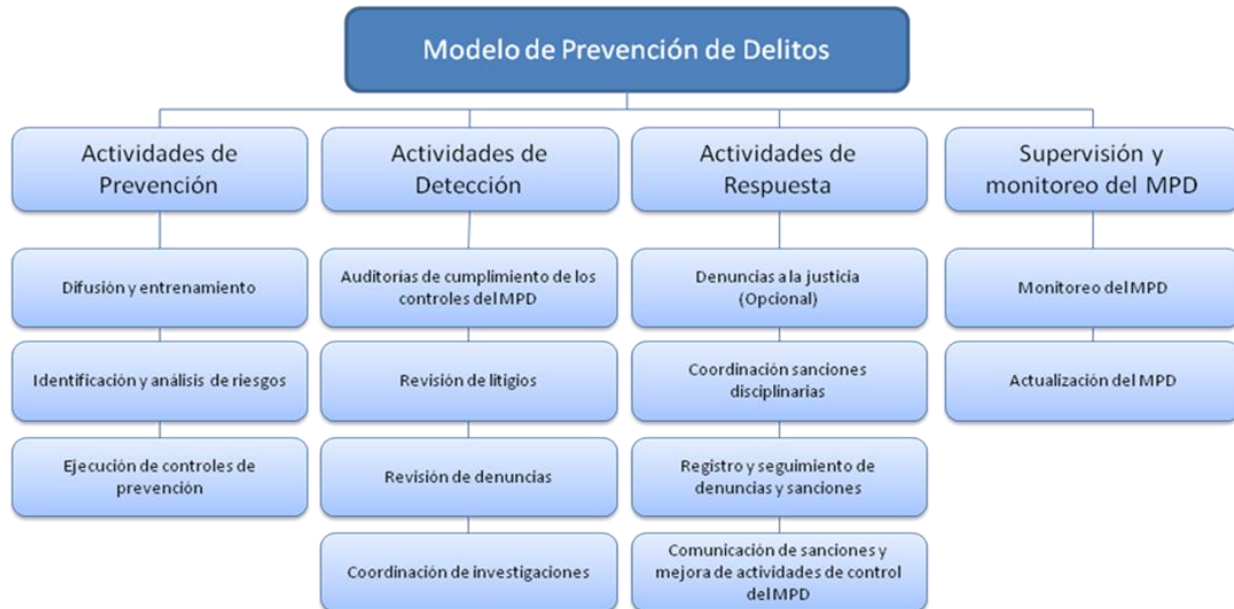 Modelo de Prevención de Delitos
Actividades de
Prevención
Difusión y entrenamiento
Identificación y análisis de riesgos
Ejecución de controles de
prevención
Actividades de
Detección
Auditorías de cumplimiento de los
controles del MPD
Revisión de litigios
Revisión de denuncias
Coordinación de investigaciones
Actividades de
Respuesta
Denuncias a la justicia
(Opcional)
Coordinación sanciones
disciplinarias
Registro y seguimiento de
denuncias y sanciones
Comunicación de sanciones y
mejora de actividades de control
del MPD
Supervisión y
monitoreo del MPD
Monitoreo del MPD
Actualización del MPD